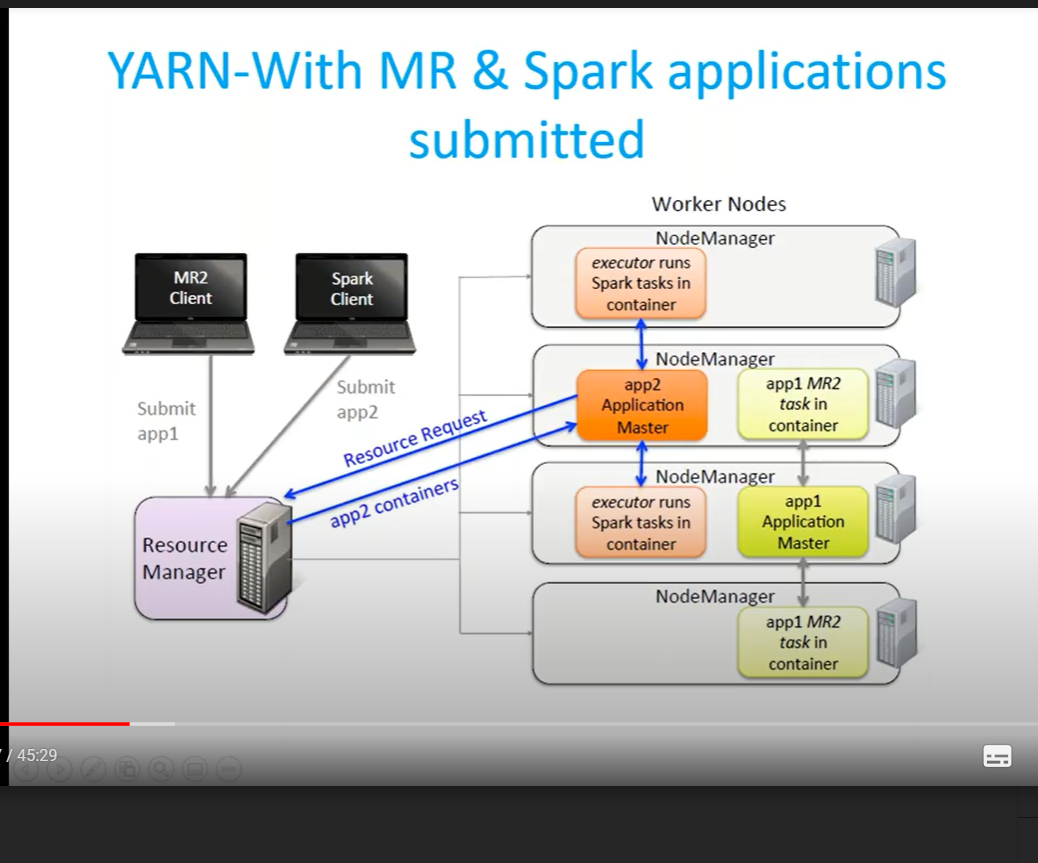 YARN-With MR & Spark applications
submitted
Worker Nodes
MR2
Client
Spark
Client
Submit
app1
Submit
app2
Resource Request
app2 containers
Resource
Manager
NodeManager
executor runs
Spark tasks in
container
NodeManager
app2
Application
Master
app1 MR2
task in
container
NodeManager
executor runs
Spark tasks in
container
app1
Application
Master
NodeManager
app1 MR2
task in
container
/ 45:29